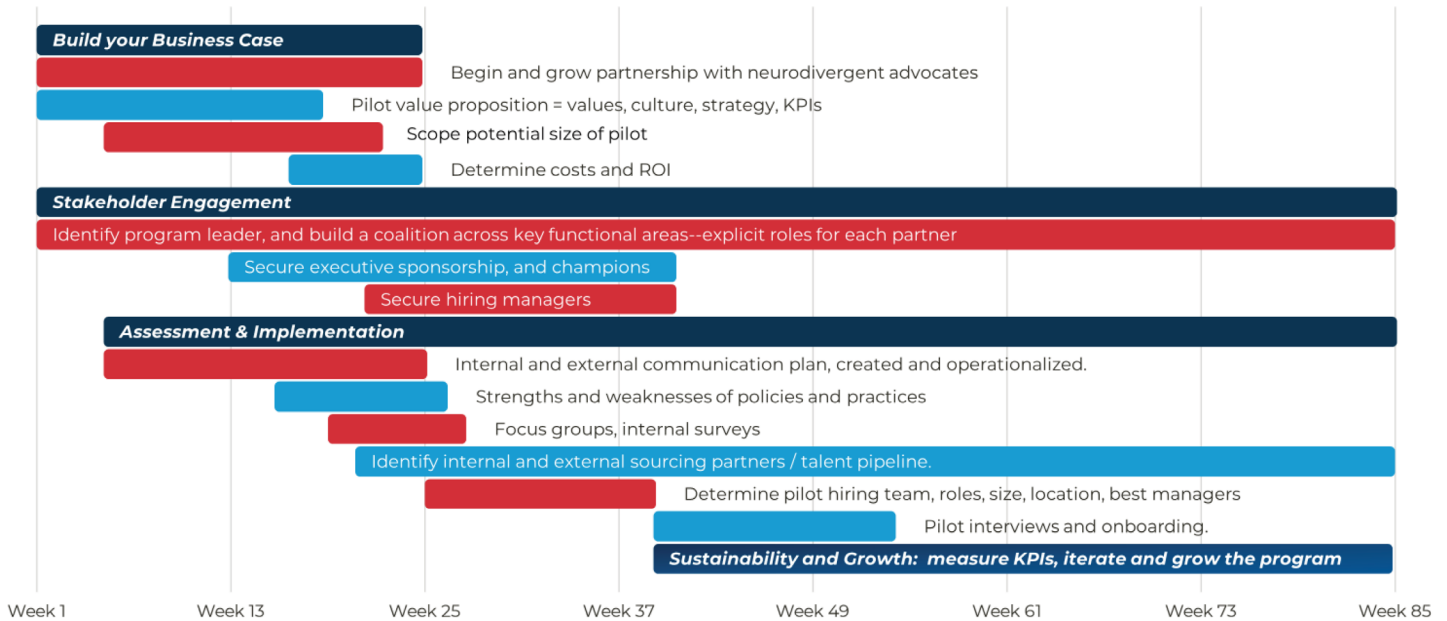 Build your Business Case
Begin and grow partnership with neurodivergent advocates
Pilot value proposition = values, culture, strategy, KPIs
Scope potential size of pilot
Determine costs and ROI
Stakeholder Engagement
Identify program leader, and build a coalition across key functional areas--explicit roles for each partner
Secure executive sponsorship, and champions
Secure hiring managers
Assessment & Implementation
Internal and external communication plan, created and operationalized.
Strengths and weaknesses of policies and practices
Focus groups, internal surveys
Identify internal and external sourcing partners / talent pipeline.
Determine pilot hiring team, roles, size, location, best managers
Pilot interviews and onboarding.
Sustainability and Growth: measure KPIs, iterate and grow the program
Week 1 Week 13 Week 25 Week 37 Week 49 Week 61 Week 73 Week 85